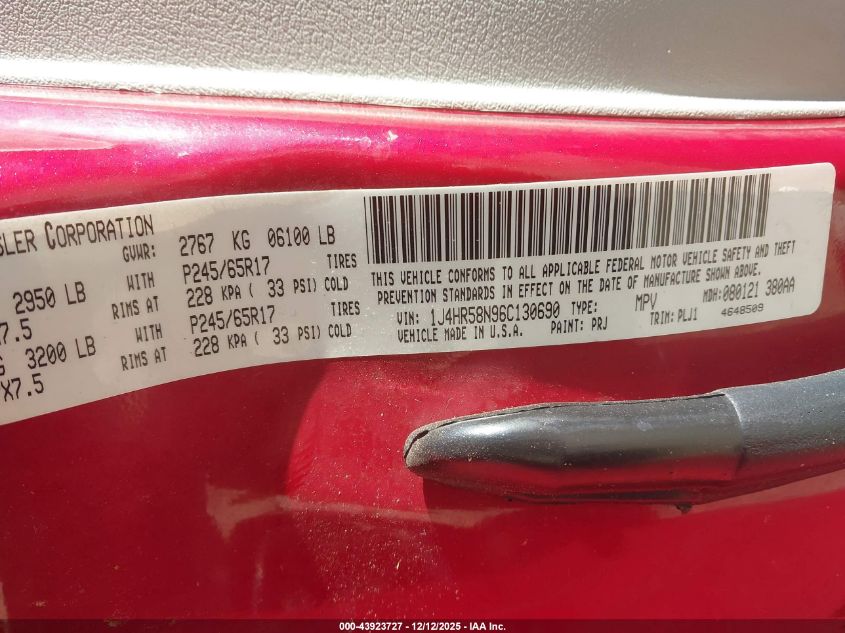 SLER CORPORATION
GVWR: 2767 KG 06100 LB
2950 LB WITH P245/65R17 TIRES
7.5 RIMS AT 228 KPA ( 33 PSI) COLD
3200 LB WITH P245/65R17 TIRES
X7.5 RIMS AT 228 KPA ( 33 PSI) COLD
THIS VEHICLE CONFORMS TO ALL APPLICABLE FEDERAL MOTOR VEHICLE SAFETY AND THEFT
PREVENTION STANDARDS IN EFFECT ON THE DATE OF MANUFACTURE SHOWN ABOVE.
VIN: 1J4HR58N96C130690 TYPE: MPV MDH: 080121 380AA
VEHICLE MADE IN U.S.A. PAINT: PRJ TRIM: PLJ1 4648509
000-43923727 • 12/12/2025 • IAA Inc.